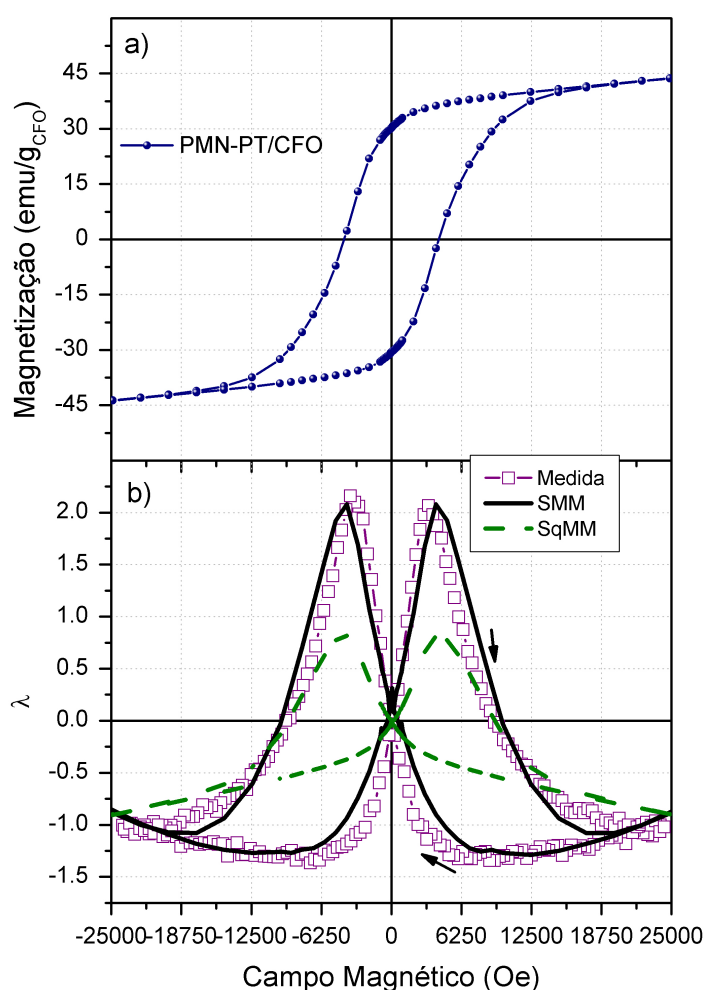 a)
45
30
15
0
-15
-30
-45
Magnetização (emu/g_CFO)
PMN-PT/CFO
b)
Medida
SMM
SqMM
2.0
1.5
1.0
0.5
0.0
-0.5
-1.0
-1.5
λ
-25000 -18750 -12500 -6250 0 6250 12500 18750 25000
Campo Magnético (Oe)